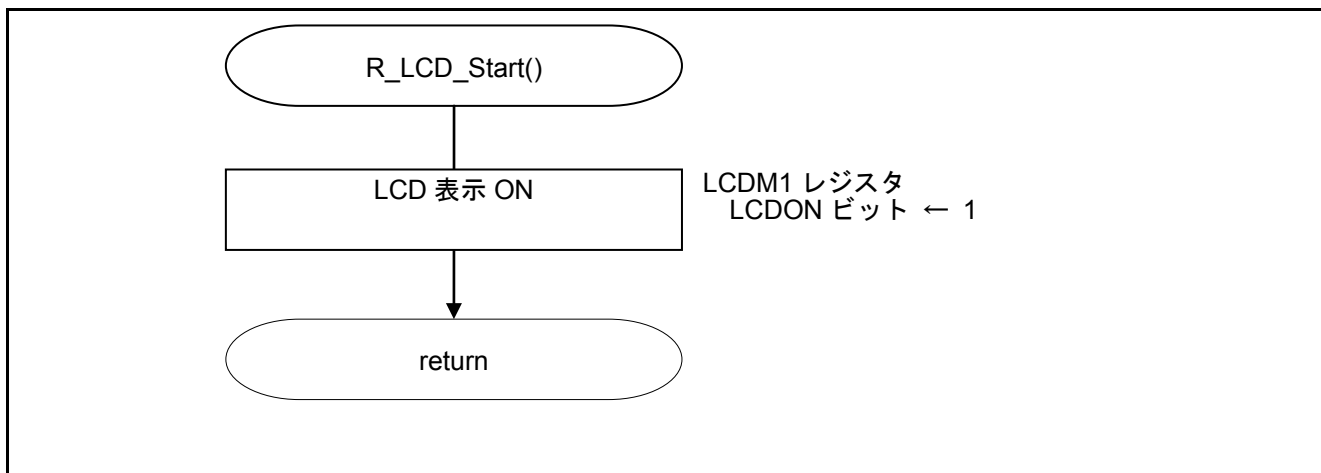 R_LCD_Start()
LCD 表示 ON
LCDM1 レジスタ
LCDON ビット ← 1
return